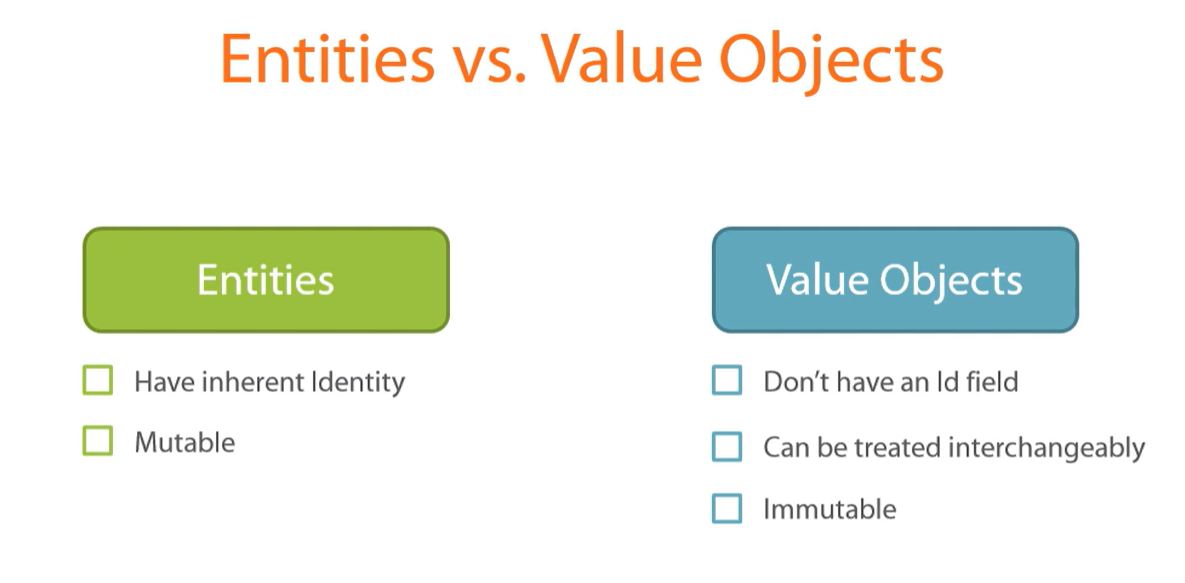 Entities vs. Value Objects
Entities
Have inherent Identity
Mutable
Value Objects
Don’t have an Id field
Can be treated interchangeably
Immutable